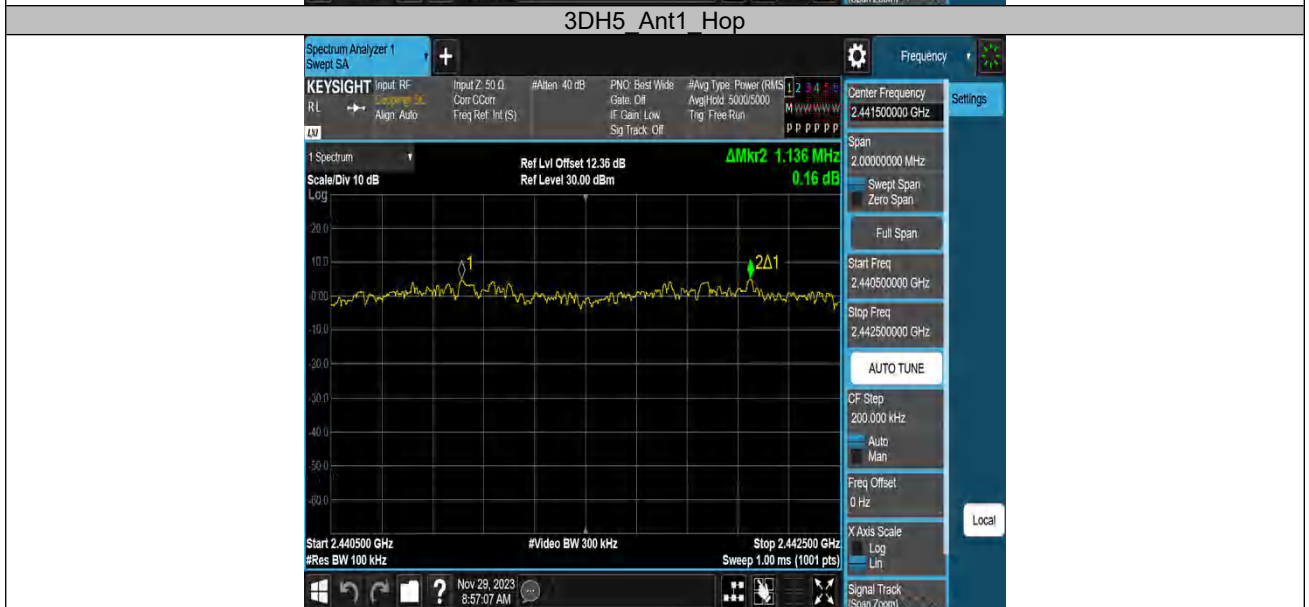 3DH5_Ant1_Hop
Spectrum Analyzer 1
Swept SA
+
Frequency
KEYSIGHT
RL
LXI
Input: RF
Coupling: DC
Align: Auto
Input Z: 50 Ω
Corr CCorr
Freq Ref: Int (S)
#Atten: 40 dB
PNO: Best Wide
Gate: Off
IF Gain: Low
Sig Track: Off
#Avg Type: Power (RMS
Avg|Hold: 5000/5000
Trig: Free Run
1 2 3 4 5 6
M W W W W W
P P P P P P
1 Spectrum
Scale/Div 10 dB
Log
Ref Lvl Offset 12.36 dB
Ref Level 30.00 dBm
ΔMkr2 1.136 MHz
0.16 dB
20.0
10.0
0.00
-10.0
-20.0
-30.0
-40.0
-50.0
-60.0
1
2Δ1
Start 2.440500 GHz
#Res BW 100 kHz
#Video BW 300 kHz
Stop 2.442500 GHz
Sweep 1.00 ms (1001 pts)
Center Frequency
2.441500000 GHz
Settings
Span
2.00000000 MHz
Swept Span
Zero Span
Full Span
Start Freq
2.440500000 GHz
Stop Freq
2.442500000 GHz
AUTO TUNE
CF Step
200.000 kHz
Auto
Man
Freq Offset
0 Hz
X Axis Scale
Log
Lin
Local
Signal Track
(Span Zoom)
?
Nov 29, 2023
8:57:07 AM